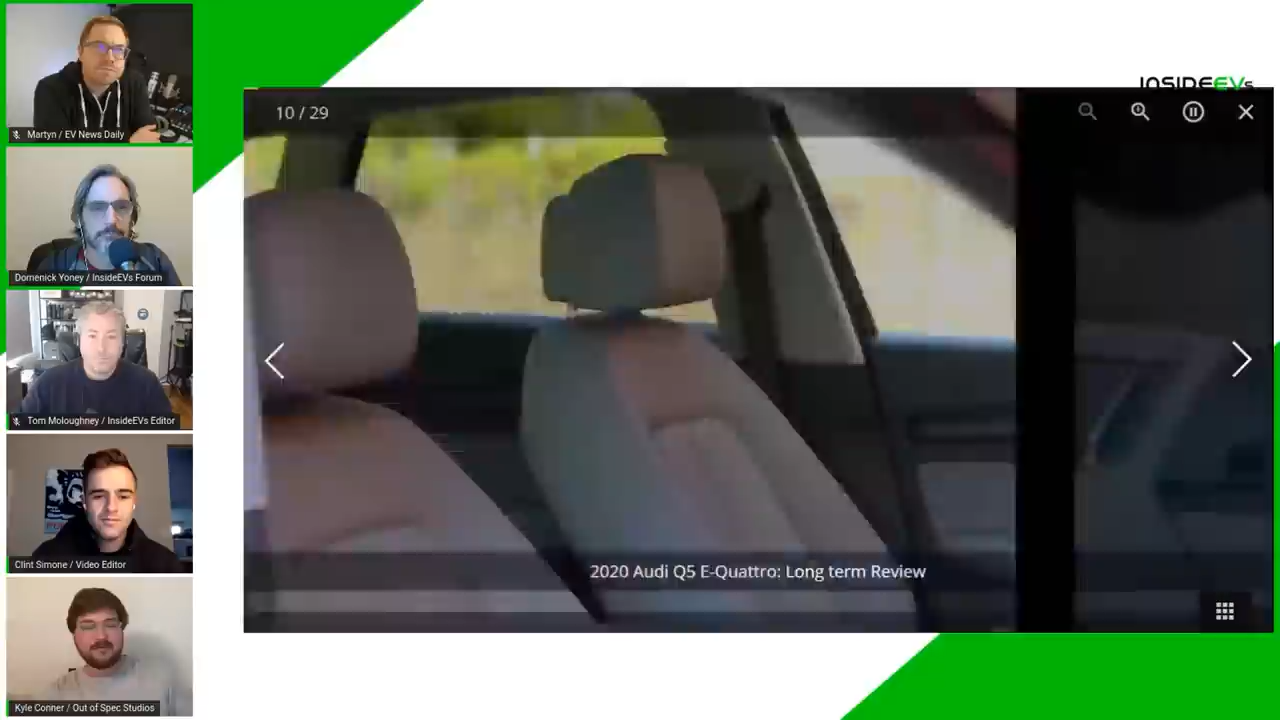 Martyn / EV News Daily
Domenick Yoney / InsideEVs Forum
Tom Moloughney / InsideEVs Editor
Clint Simone / Video Editor
Kyle Conner / Out of Spec Studios
INSIDEEVs
10 / 29
2020 Audi Q5 E-Quattro: Long term Review